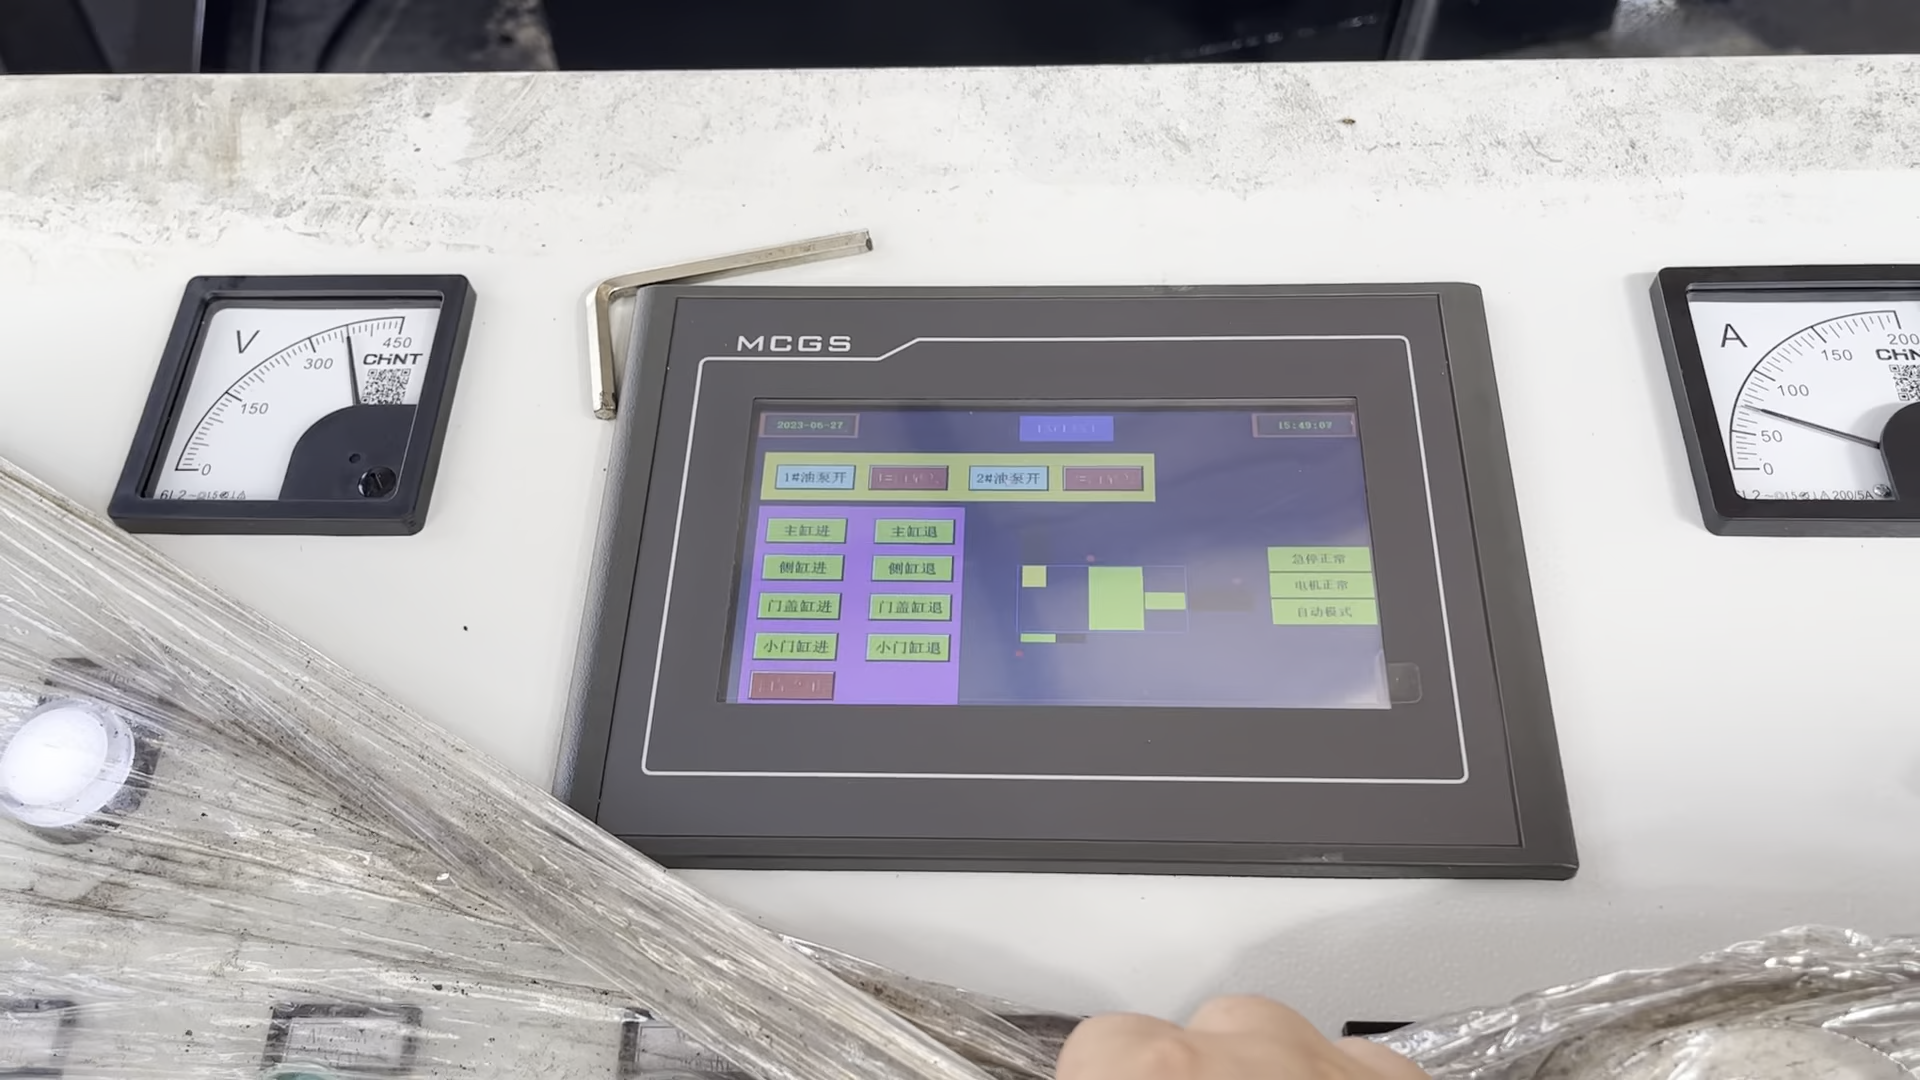 V
450
CHNT
300
150
0
MCGS
2023-06-27
15:49:07
1#油泵开
2#油泵开
主缸进
主缸退
侧缸进
侧缸退
门盖缸进
门盖缸退
小门缸进
小门缸退
急停正常
电机正常
自动模式
A
200
150
CHN
100
50
0
200/5A